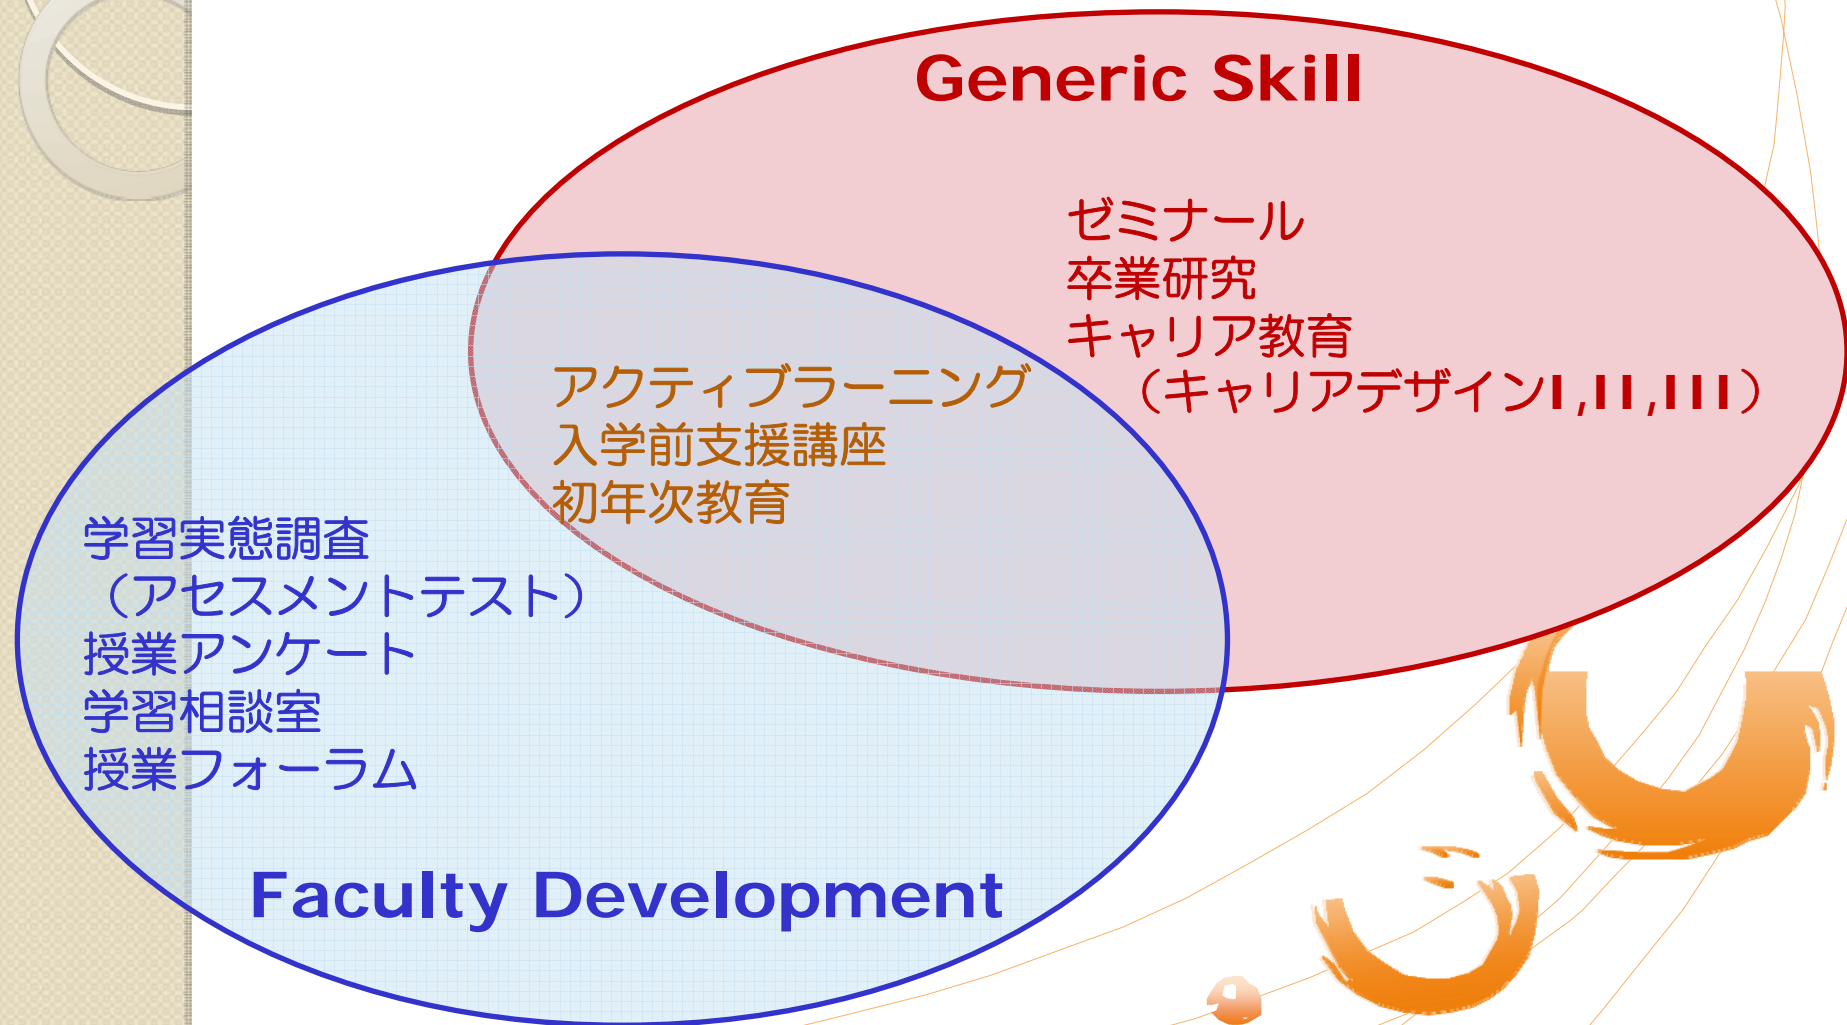 Generic Skill
ゼミナール
卒業研究
キャリア教育
（キャリアデザインI,II,III）
アクティブラーニング
入学前支援講座
初年次教育
学習実態調査
（アセスメントテスト）
授業アンケート
学習相談室
授業フォーラム
Faculty Development